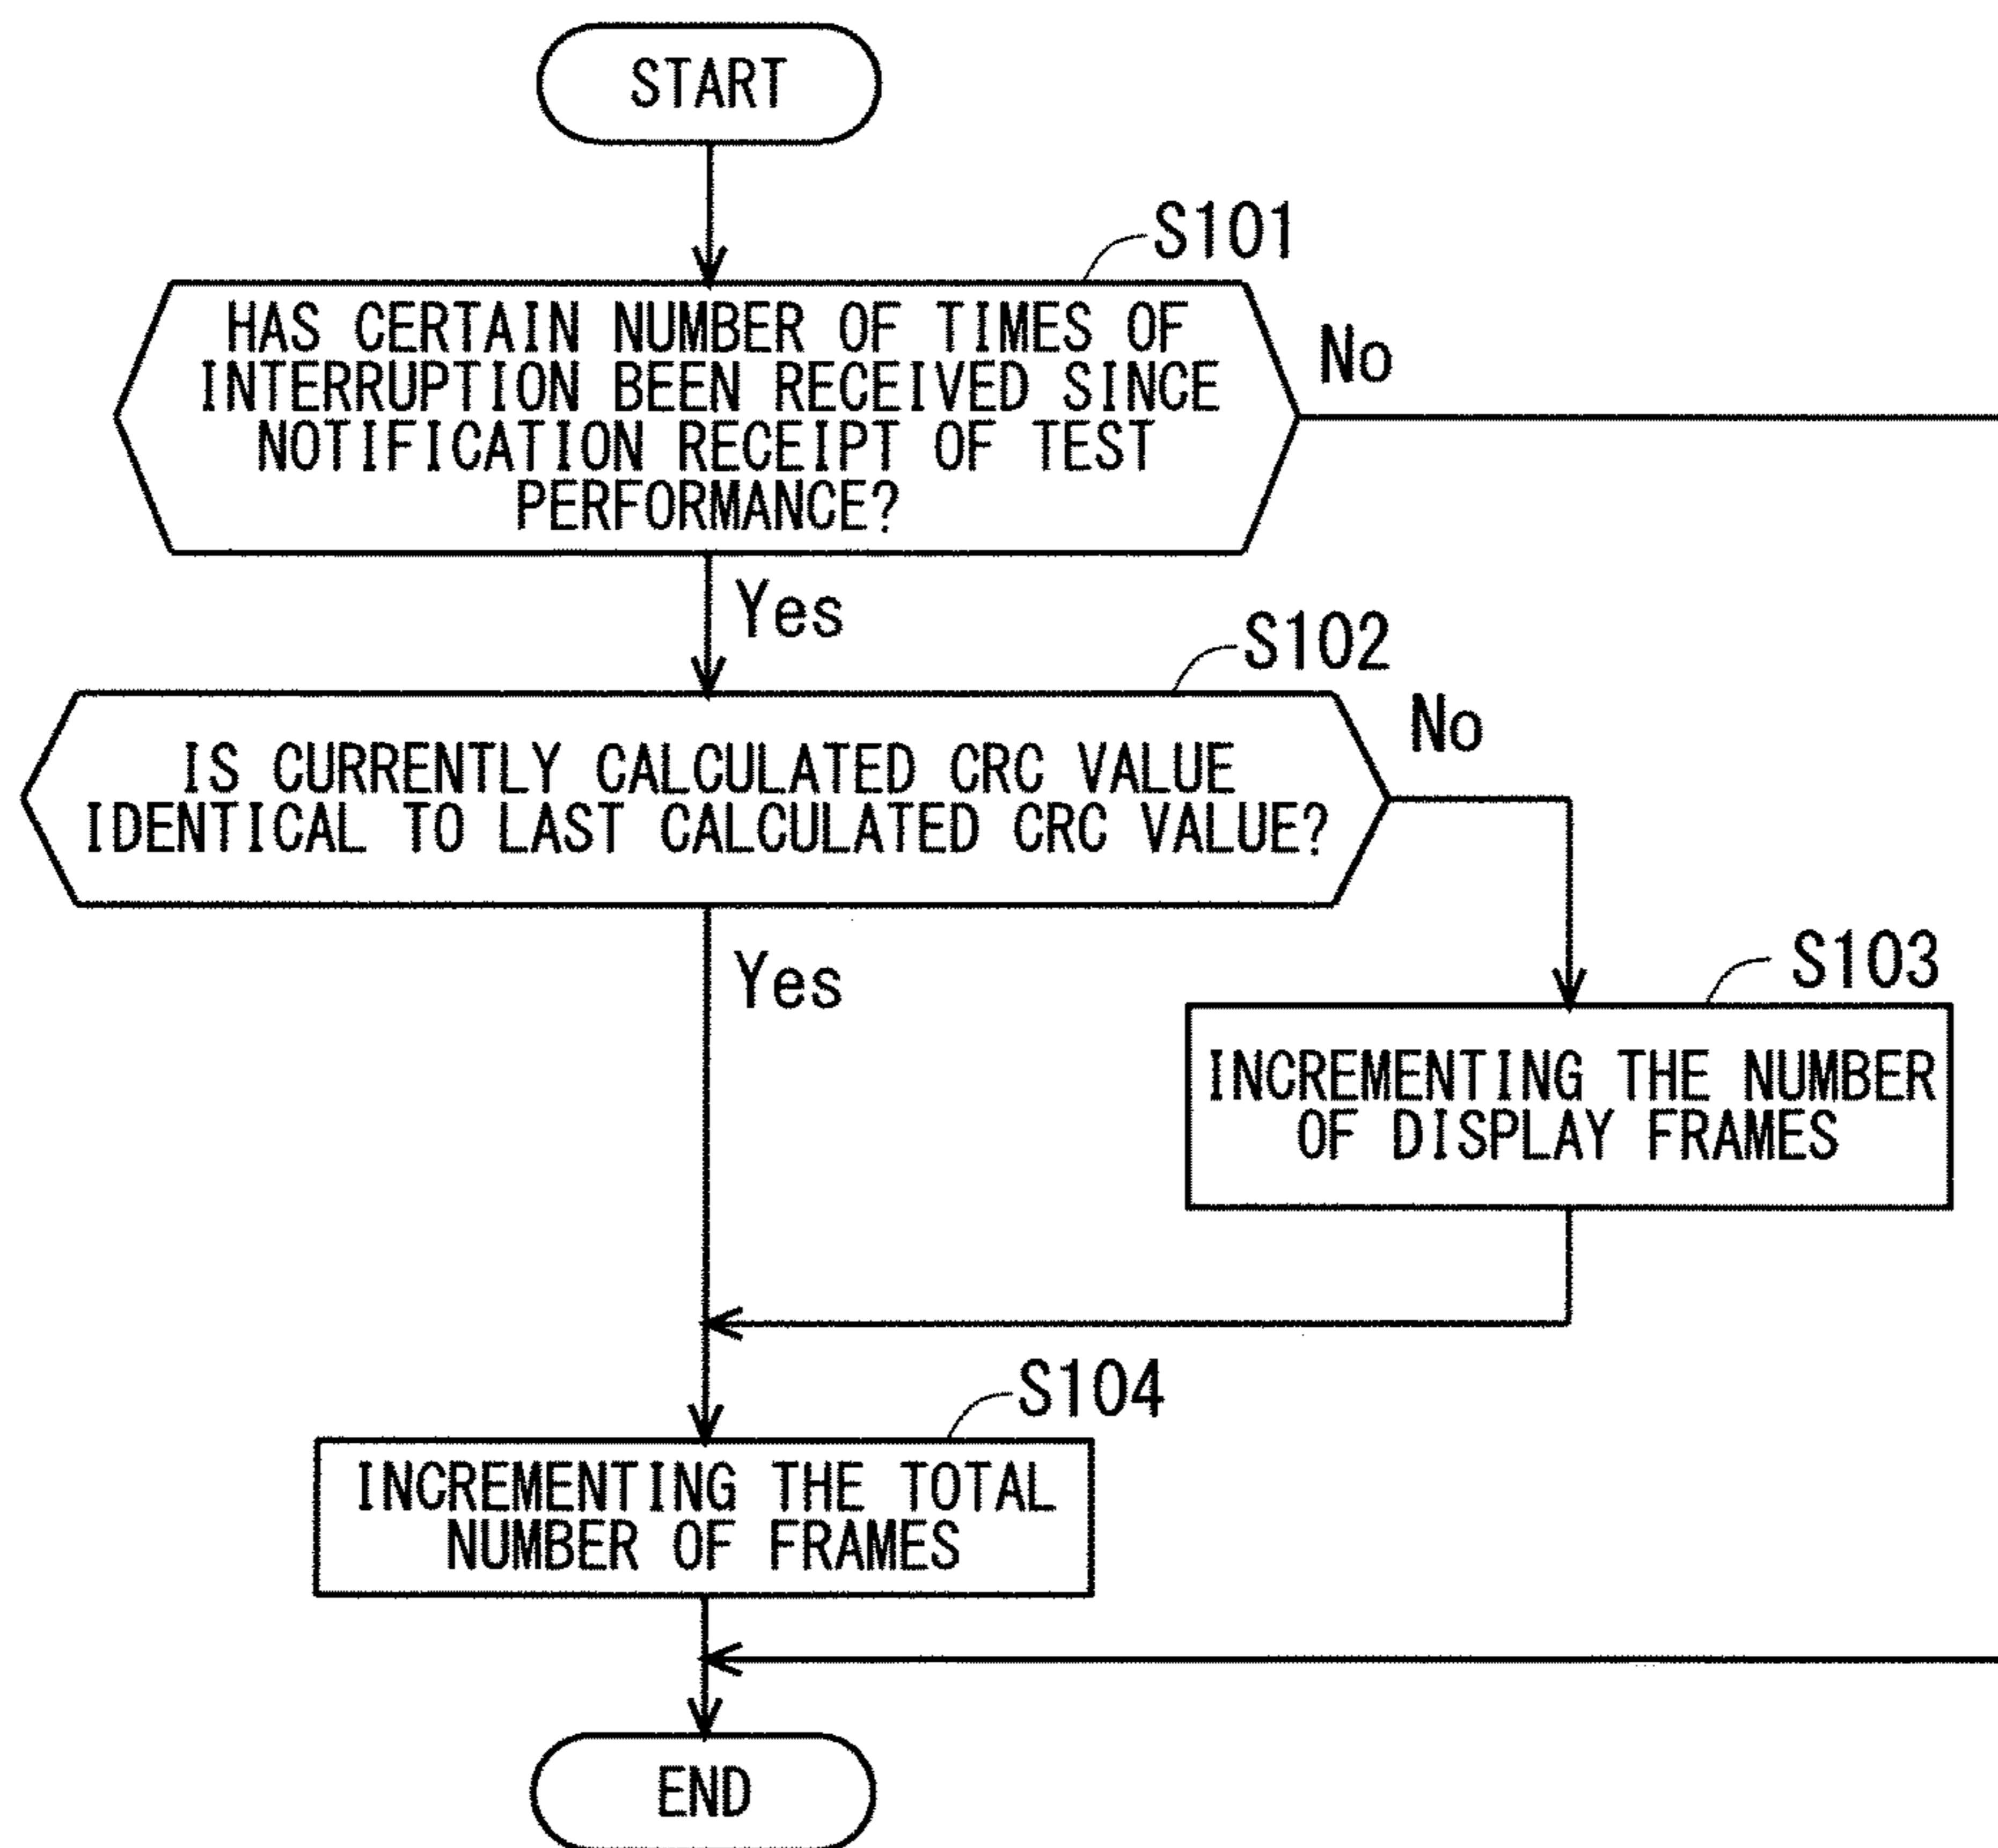 START
S101
HAS CERTAIN NUMBER OF TIMES OF
INTERRUPTION BEEN RECEIVED SINCE
NOTIFICATION RECEIPT OF TEST
PERFORMANCE?
No
Yes
S102
IS CURRENTLY CALCULATED CRC VALUE
IDENTICAL TO LAST CALCULATED CRC VALUE?
No
Yes
S103
INCREMENTING THE NUMBER
OF DISPLAY FRAMES
S104
INCREMENTING THE TOTAL
NUMBER OF FRAMES
END